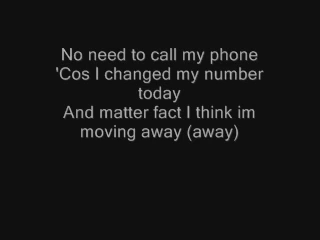 No need to call my phone
'Cos I changed my number
today
And matter fact I think im
moving away (away)